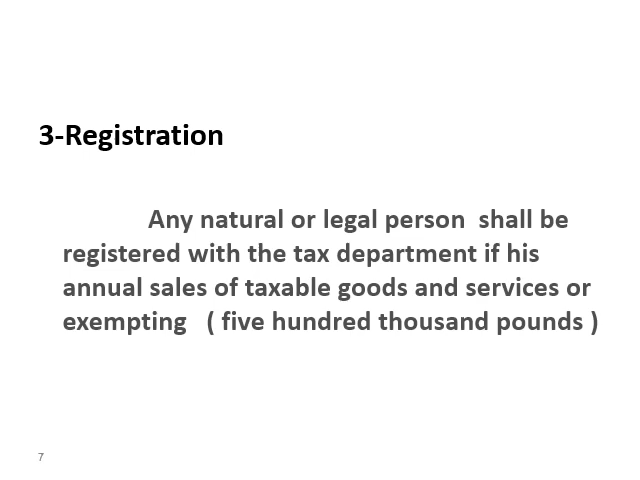 3-Registration
Any natural or legal person  shall be
registered with the tax department if his
annual sales of taxable goods and services or
exempting   ( five hundred thousand pounds )
7